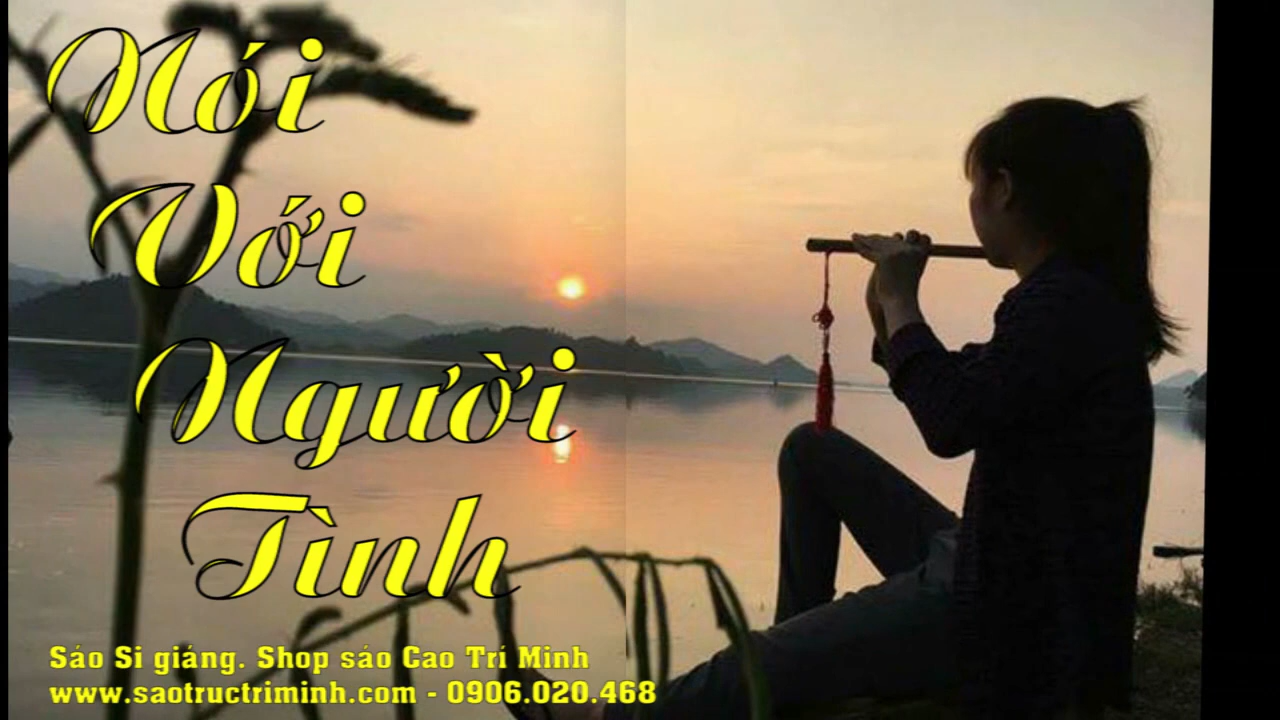 Nói
Với
Người
Tình
Sáo Si giáng. Shop sáo Cao Trí Minh
www.saotructriminh.com - 0906.020.468